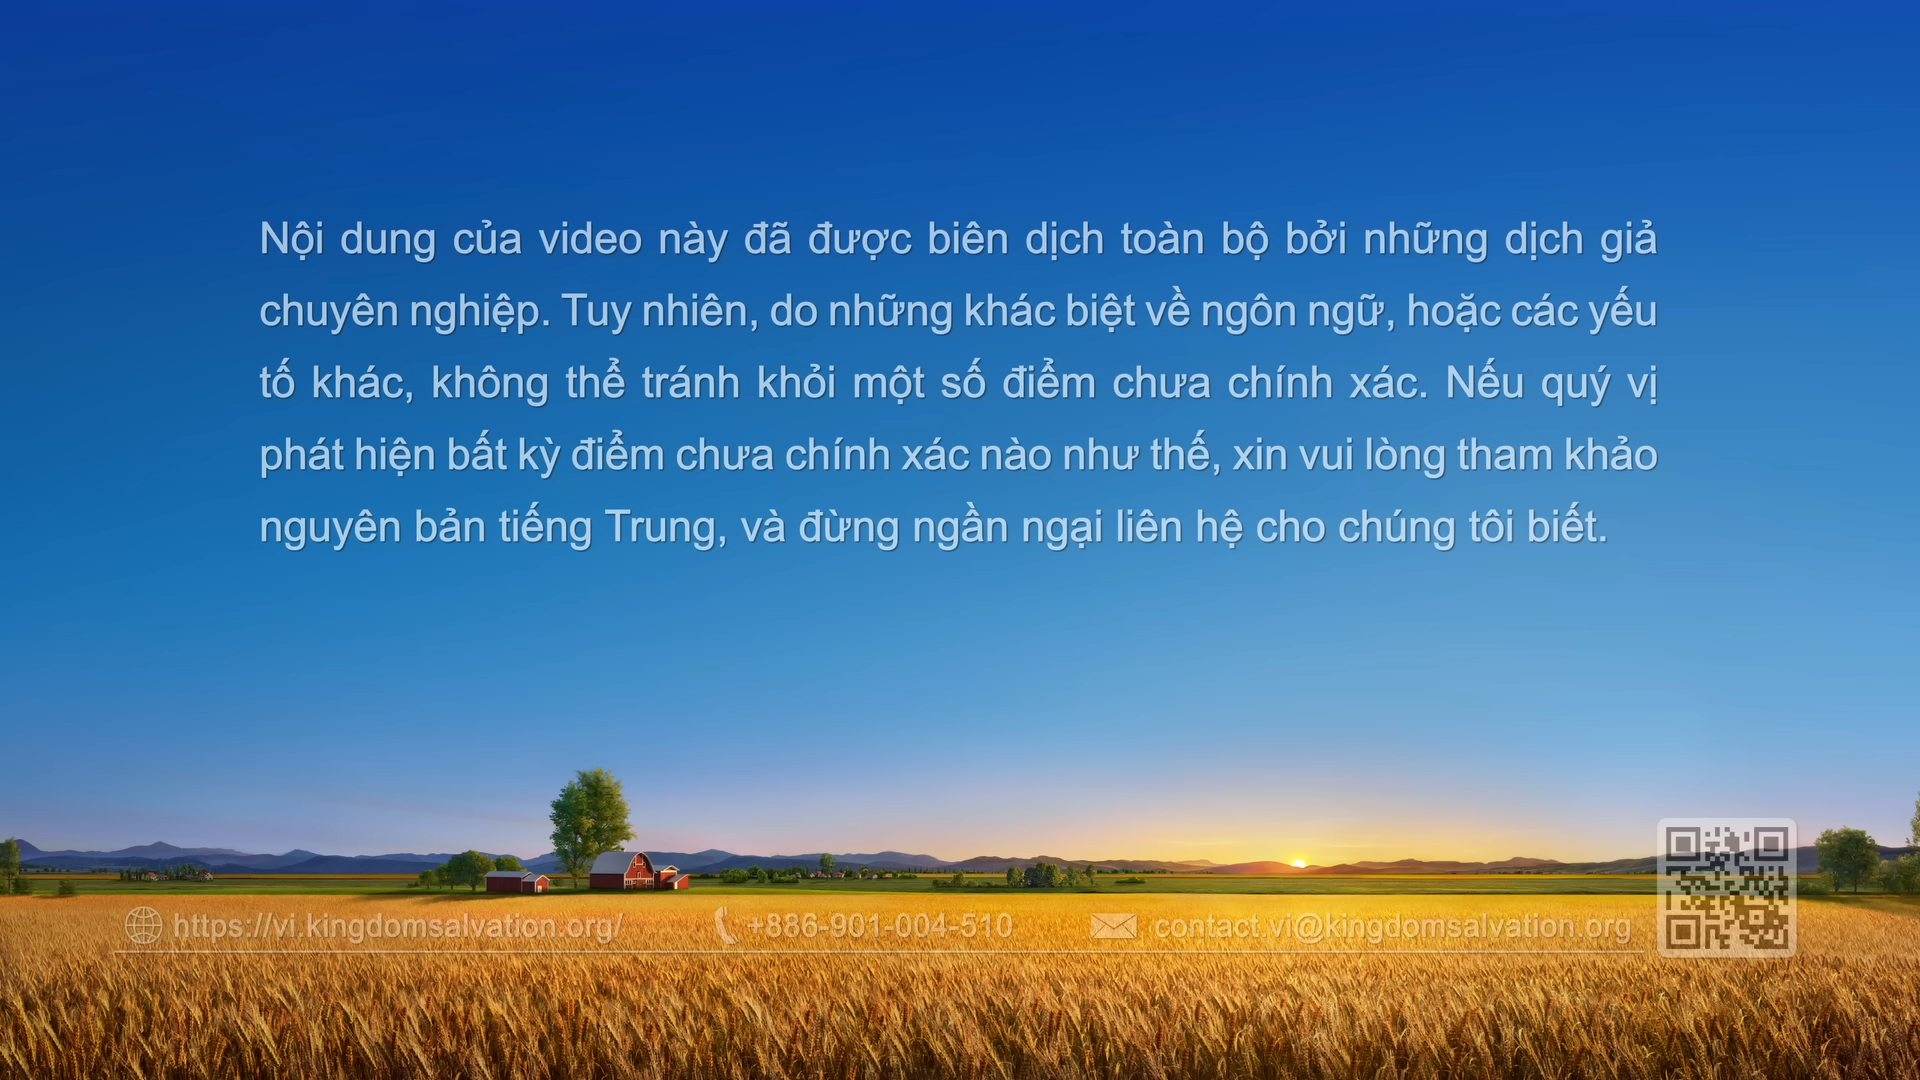 Nội dung của video này đã được biên dịch toàn bộ bởi những dịch giả
chuyên nghiệp. Tuy nhiên, do những khác biệt về ngôn ngữ, hoặc các yếu
tố khác, không thể tránh khỏi một số điểm chưa chính xác. Nếu quý vị
phát hiện bất kỳ điểm chưa chính xác nào như thế, xin vui lòng tham khảo
nguyên bản tiếng Trung, và đừng ngần ngại liên hệ cho chúng tôi biết.
https://vi.kingdomsalvation.org/ +886-901-004-510 contact.vi@kingdomsalvation.org